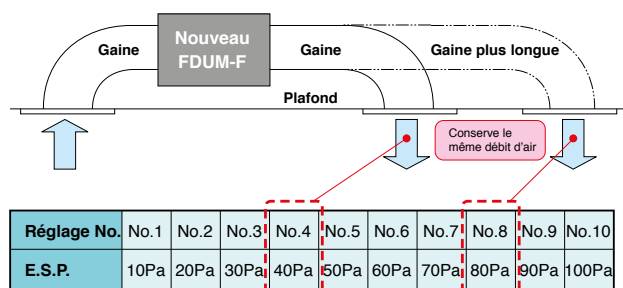 Gaine
Nouveau
FDUM-F
Gaine
Gaine plus longue
Plafond
Conserve le
même débit d'air
Réglage No. No.1 No.2 No.3 No.4 No.5 No.6 No.7 No.8 No.9 No.10
E.S.P. 10Pa 20Pa 30Pa 40Pa 50Pa 60Pa 70Pa 80Pa 90Pa 100Pa